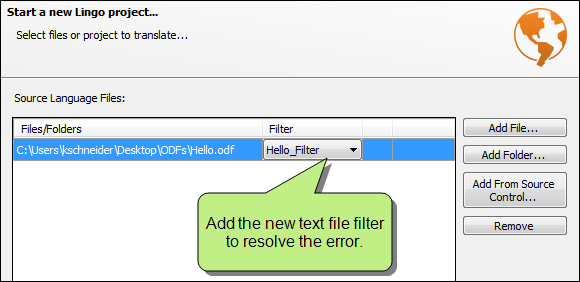 Start a new Lingo project...
Select files or project to translate...
Source Language Files:
Files/Folders Filter
C:\Users\kschneider\Desktop\ODFs\Hello.odf Hello_Filter
Add File...
Add Folder...
Add From Source
Control...
Remove
Add the new text file filter
to resolve the error.